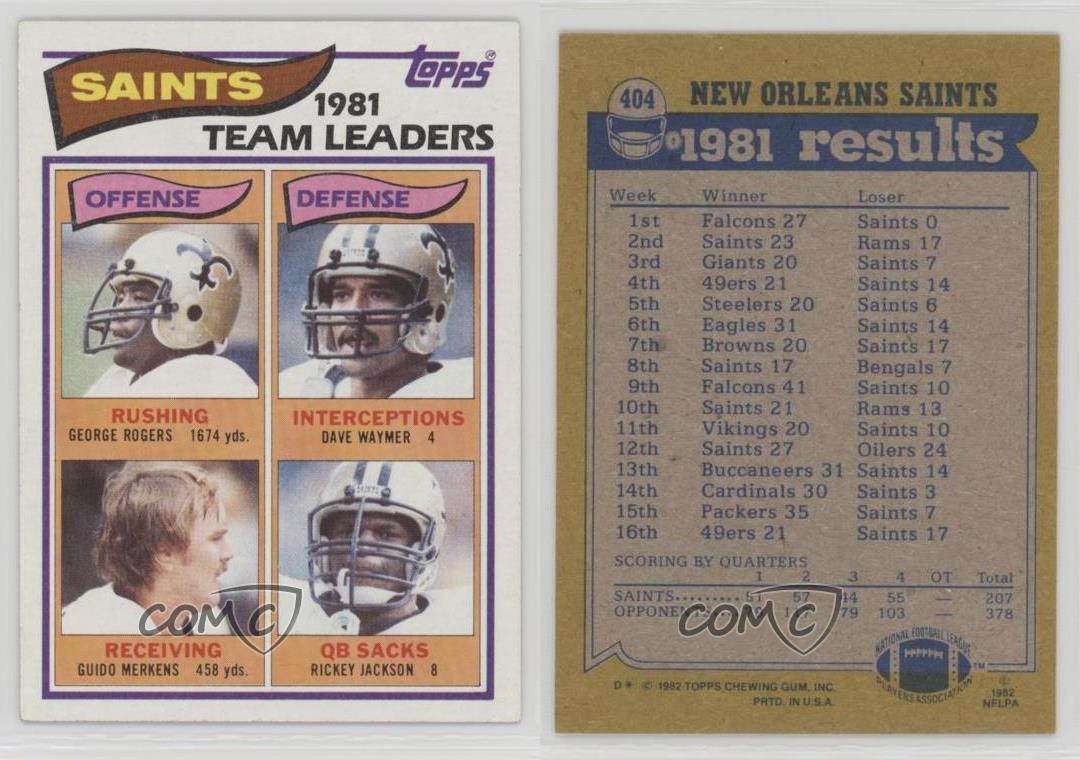 SAINTS
topps
1981
TEAM LEADERS
OFFENSE
DEFENSE
RUSHING
GEORGE ROGERS 1674 yds.
INTERCEPTIONS
DAVE WAYMER 4
RECEIVING
GUIDO MERKENS 458 yds.
QB SACKS
RICKEY JACKSON 8
COMC
404
NEW ORLEANS SAINTS
1981 results
Week Winner Loser
1st Falcons 27 Saints 0
2nd Saints 23 Rams 17
3rd Giants 20 Saints 7
4th 49ers 21 Saints 14
5th Steelers 20 Saints 6
6th Eagles 31 Saints 14
7th Browns 20 Saints 17
8th Saints 17 Bengals 7
9th Falcons 41 Saints 10
10th Saints 21 Rams 13
11th Vikings 20 Saints 10
12th Saints 27 Oilers 24
13th Buccaneers 31 Saints 14
14th Cardinals 30 Saints 3
15th Packers 35 Saints 7
16th 49ers 21 Saints 17
SCORING BY QUARTERS
1 2 3 4 OT Total
SAINTS......... 51 57 44 55 — 207
OPPONENTS 79 103 — 378
COMC
NATIONAL FOOTBALL LEAGUE
PLAYERS ASSOCIATION
TM
D* © 1982 TOPPS CHEWING GUM, INC.
PRTD. IN U.S.A.
©
1982
NFLPA